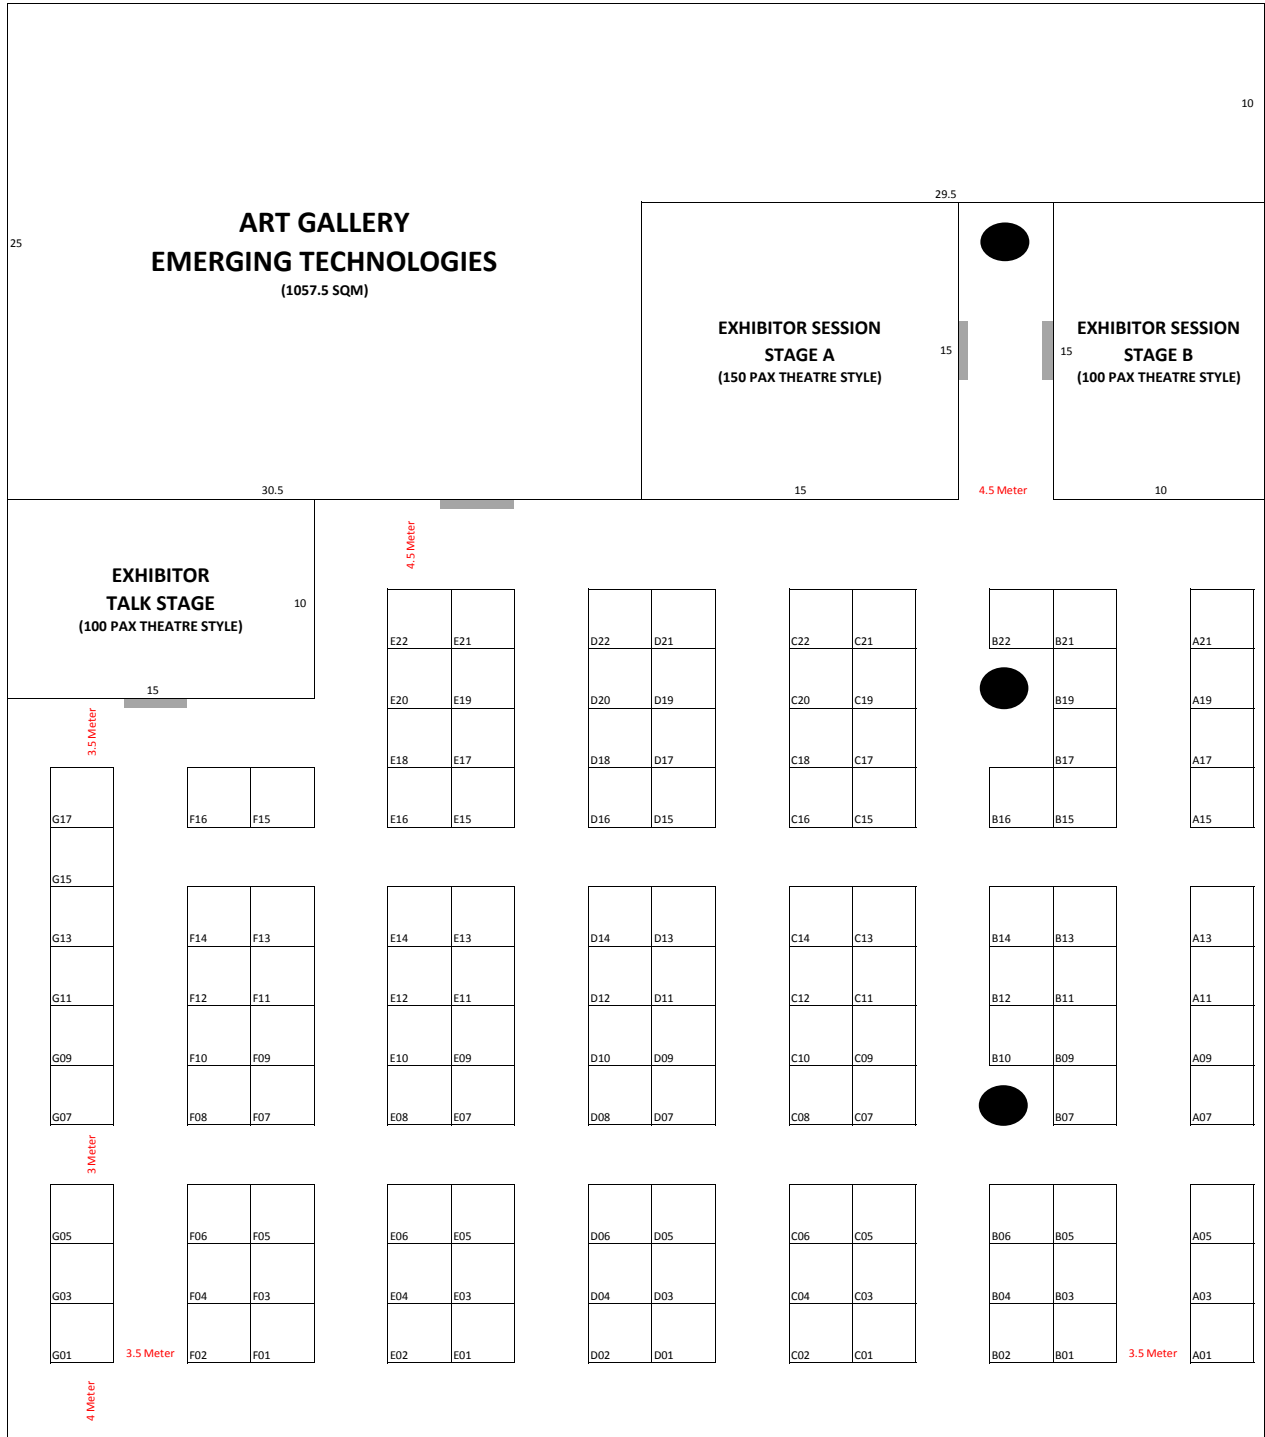 10
29.5
ART GALLERY
EMERGING TECHNOLOGIES
(1057.5 SQM)
25
EXHIBITOR SESSION
STAGE A
(150 PAX THEATRE STYLE)
15
15
EXHIBITOR SESSION
STAGE B
(100 PAX THEATRE STYLE)
30.5
15
4.5 Meter
10
4.5 Meter
EXHIBITOR
TALK STAGE
(100 PAX THEATRE STYLE)
10
15
3.5 Meter
E22 E21 D22 D21 C22 C21 B22 B21 A21
E20 E19 D20 D19 C20 C19 B19 A19
E18 E17 D18 D17 C18 C17 B17 A17
G17 F16 F15 E16 E15 D16 D15 C16 C15 B16 B15 A15
G15
G13 F14 F13 E14 E13 D14 D13 C14 C13 B14 B13 A13
G11 F12 F11 E12 E11 D12 D11 C12 C11 B12 B11 A11
G09 F10 F09 E10 E09 D10 D09 C10 C09 B10 B09 A09
G07 F08 F07 E08 E07 D08 D07 C08 C07 B07 A07
3 Meter
G05 F06 F05 E06 E05 D06 D05 C06 C05 B06 B05 A05
G03 F04 F03 E04 E03 D04 D03 C04 C03 B04 B03 A03
G01 3.5 Meter F02 F01 E02 E01 D02 D01 C02 C01 B02 B01 3.5 Meter A01
4 Meter